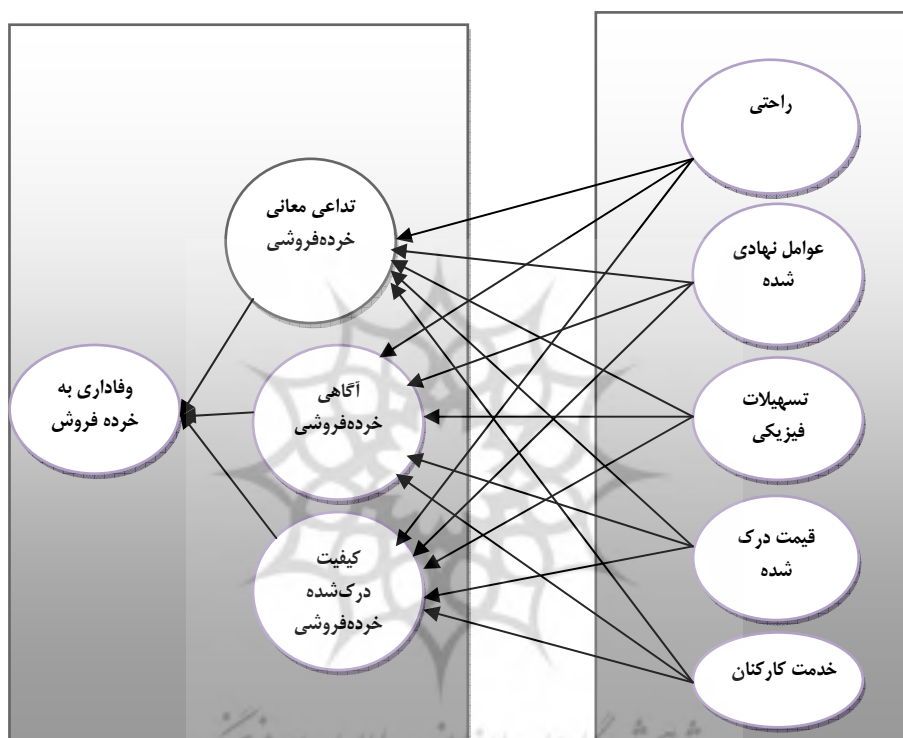 راحتی
عوامل نهادی
شده
تسهیلات
فیزیکی
قیمت درک
شده
خدمت کارکنان
تداعی معانی
خرده‌فروشی
آگاهی
خرده‌فروشی
کیفیت
درک‌شده
خرده‌فروشی
وفاداری به
خرده فروش